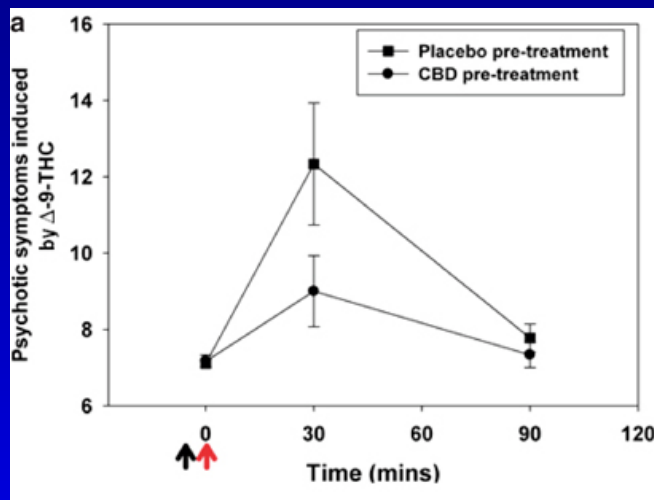 a
16
14
12
10
8
6
Psychotic symptoms induced
by Δ-9-THC
Placebo pre-treatment
CBD pre-treatment
0
30
60
90
120
Time (mins)